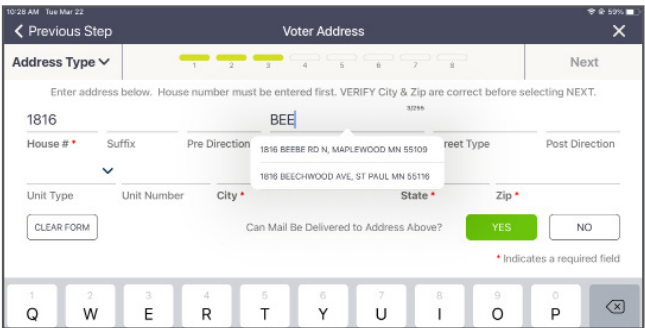 10:28 AM Tue Mar 22 59%
Previous Step Voter Address
Address Type 1 2 3 4 5 6 7 8 Next
Enter address below. House number must be entered first. VERIFY City & Zip are correct before selecting NEXT.
1816 BEE 3/255
House # * Suffix Pre Direction reet Type Post Direction
1816 BEEBE RD N, MAPLEWOOD MN 55109
1816 BEECHWOOD AVE, ST PAUL MN 55116
Unit Type Unit Number City * State * Zip *
CLEAR FORM Can Mail Be Delivered to Address Above? YES NO
* Indicates a required field
1 2 3 4 5 6 7 8 9 0
Q W E R T Y U I O P